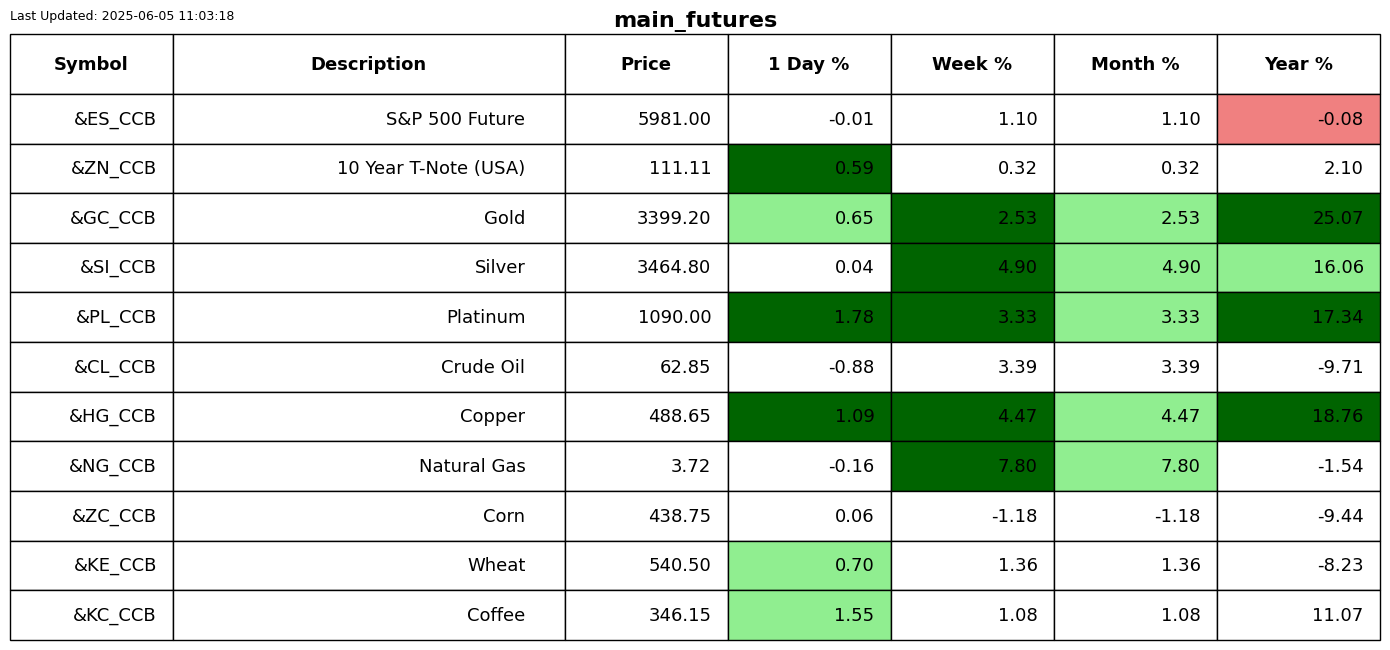 Last Updated: 2025-06-05 11:03:18
main_futures
Symbol Description Price 1 Day % Week % Month % Year %
&ES_CCB S&P 500 Future 5981.00 -0.01 1.10 1.10 -0.08
&ZN_CCB 10 Year T-Note (USA) 111.11 0.59 0.32 0.32 2.10
&GC_CCB Gold 3399.20 0.65 2.53 2.53 25.07
&SI_CCB Silver 3464.80 0.04 4.90 4.90 16.06
&PL_CCB Platinum 1090.00 1.78 3.33 3.33 17.34
&CL_CCB Crude Oil 62.85 -0.88 3.39 3.39 -9.71
&HG_CCB Copper 488.65 1.09 4.47 4.47 18.76
&NG_CCB Natural Gas 3.72 -0.16 7.80 7.80 -1.54
&ZC_CCB Corn 438.75 0.06 -1.18 -1.18 -9.44
&KE_CCB Wheat 540.50 0.70 1.36 1.36 -8.23
&KC_CCB Coffee 346.15 1.55 1.08 1.08 11.07